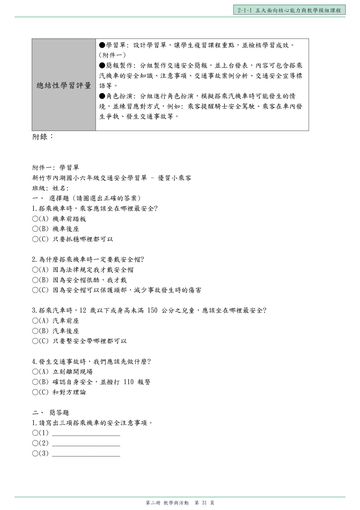 2-1-1 五大面向核心能力與教學模組課程
總結性學習評量
●學習單: 設計學習單，讓學生複習課程重點，並檢核學習成效。
(附件一)
●簡報製作: 分組製作交通安全簡報，並上台發表，內容可包含搭乘
汽機車的安全知識、注意事項、交通事故案例分析、交通安全宣導標
語等。
●角色扮演: 分組進行角色扮演，模擬搭乘汽機車時可能發生的情
境，並練習應對方式，例如: 乘客提醒騎士安全駕駛、乘客在車內發
生爭執、發生交通事故等。
附錄：
附件一: 學習單
新竹市內湖國小六年級交通安全學習單 - 優質小乘客
班級: 姓名:
一、 選擇題 (請圈選出正確的答案)
1.搭乘機車時，乘客應該坐在哪裡最安全?
○(A) 機車前踏板
○(B) 機車後座
○(C) 只要抓穩哪裡都可以
2.為什麼搭乘機車時一定要戴安全帽?
○(A) 因為法律規定我才戴安全帽
○(B) 因為安全帽很酷，我才戴
○(C) 因為安全帽可以保護頭部，減少事故發生時的傷害
3.搭乘汽車時，12 歲以下或身高未滿 150 公分之兒童，應該坐在哪裡最安全?
○(A) 汽車前座
○(B) 汽車後座
○(C) 只要繫安全帶哪裡都可以
4.發生交通事故時，我們應該先做什麼?
○(A) 立刻離開現場
○(B) 確認自身安全，並撥打 110 報警
○(C) 和對方理論
二、 簡答題
1.請寫出三項搭乘機車的安全注意事項。
○(1) ____________________
○(2) ____________________
○(3) ____________________
第二冊 教學與活動 第 31 頁